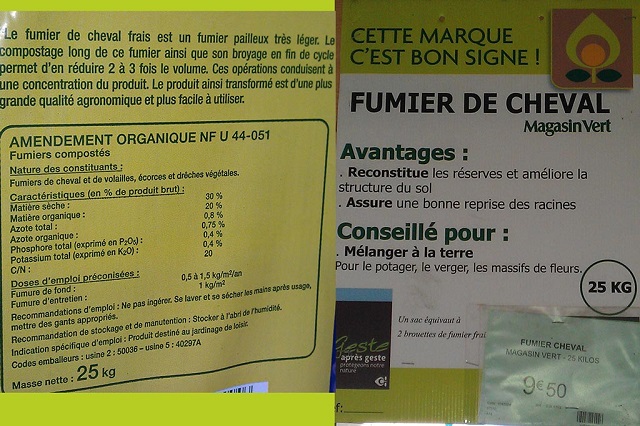 Le fumier de cheval frais est un fumier pailleux très léger. Le
compostage long de ce fumier ainsi que son broyage en fin de cycle
permet d'en réduire 2 à 3 fois le volume. Ces opérations conduisent à
une concentration du produit. Le produit ainsi transformé est d'une plus
grande qualité agronomique et plus facile à utiliser.
AMENDEMENT ORGANIQUE NF U 44-051
Fumiers compostés
Nature des constituants :
Fumiers de cheval et de volailles, écorces et drêches végétales.
Caractéristiques (en % de produit brut) :
Matière sèche : 30 %
Matière organique : 20 %
Azote total : 0,8 %
Azote organique : 0,75 %
Phosphore total (exprimé en P2O5) : 0,4 %
Potassium total (exprimé en K2O) : 0,4 %
C/N : 20
Doses d'emploi préconisées :
Fumure de fond : 0,5 à 1,5 kg/m²/an
Fumure d'entretien : 1 kg/m²
Recommandations d'emploi : Ne pas ingérer. Se laver et se sécher les mains après usage,
mettre des gants appropriés.
Recommandation de stockage et de manutention : Stocker à l'abri de l'humidité.
Indication spécifique d'emploi : Produit destiné au jardinage de loisir.
Codes emballeurs : usine 2 : 50036 – usine 5 : 40297A
Masse nette : 25 kg
CETTE MARQUE
C'EST BON SIGNE !
FUMIER DE CHEVAL
MagasinVert
Avantages :
. Reconstitue les réserves et améliore la
structure du sol
. Assure une bonne reprise des racines
Conseillé pour :
. Mélanger à la terre
Pour le potager, le verger, les massifs de fleurs.
25 KG
Un sac équivaut à
2 brouettes de fumier frais
geste
après geste
protégeons notre
nature
FUMIER CHEVAL
MAGASIN VERT - 25 KILOS
9€50